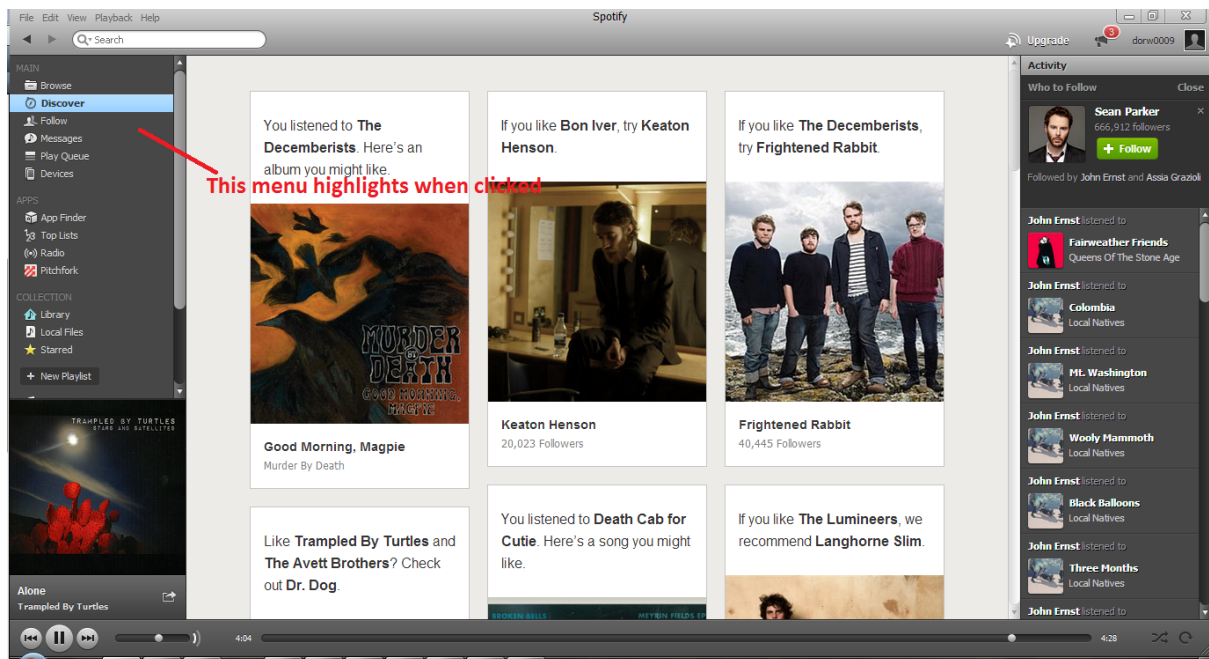 File Edit View Playback Help
Spotify
Search
Upgrade
3
dorw0009
MAIN
Browse
Discover
Follow
Messages
Play Queue
Devices
APPS
App Finder
Top Lists
Radio
Pitchfork
COLLECTION
Library
Local Files
Starred
+ New Playlist
TRAMPLED BY TURTLES
STARS AND SATELLITES
Alone
Trampled By Turtles
This menu highlights when clicked
You listened to The
Decemberists. Here's an
album you might like.
MURDER
BY
DEATH
GOOD MORNING,
MAGPIE
Good Morning, Magpie
Murder By Death
Like Trampled By Turtles and
The Avett Brothers? Check
out Dr. Dog.
If you like Bon Iver, try Keaton
Henson.
Keaton Henson
20,023 Followers
You listened to Death Cab for
Cutie. Here's a song you might
like.
BROKEN BELLS
MEYRIN FIELDS EP
If you like The Decemberists,
try Frightened Rabbit.
Frightened Rabbit
40,445 Followers
If you like The Lumineers, we
recommend Langhorne Slim.
Activity
Who to Follow Close
Sean Parker
666,912 followers
+ Follow
Followed by John Ernst and Assia Grazioli
John Ernst listened to
Fairweather Friends
Queens Of The Stone Age
John Ernst listened to
Colombia
Local Natives
John Ernst listened to
Mt. Washington
Local Natives
John Ernst listened to
Wooly Mammoth
Local Natives
John Ernst listened to
Black Balloons
Local Natives
John Ernst listened to
Three Months
Local Natives
John Ernst listened to
4:04
4:28